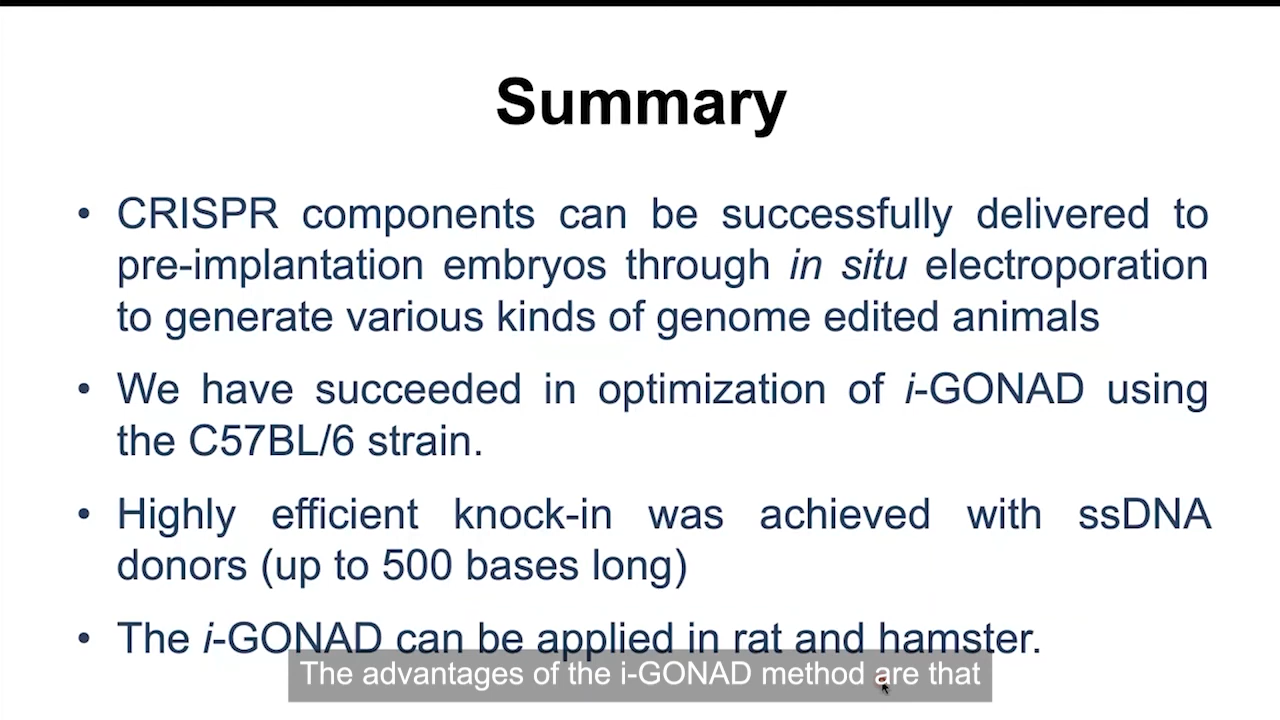 Summary
• CRISPR components can be successfully delivered to
pre-implantation embryos through in situ electroporation
to generate various kinds of genome edited animals
• We have succeeded in optimization of i-GONAD using
the C57BL/6 strain.
• Highly efficient knock-in was achieved with ssDNA
donors (up to 500 bases long)
• The i-GONAD can be applied in rat and hamster.
The advantages of the i-GONAD method are that